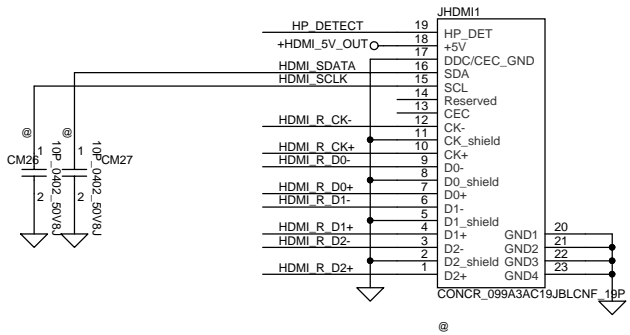 JHDMI1
HP_DETECT 19 HP_DET
+HDMI_5V_OUT 18 +5V
17 DDC/CEC_GND
HDMI_SDATA 16 SDA
HDMI_SCLK 15 SCL
14 Reserved
13 CEC
HDMI_R_CK- 12 CK-
11 CK_shield
HDMI_R_CK+ 10 CK+
HDMI_R_D0- 9 D0-
8 D0_shield
HDMI_R_D0+ 7 D0+
HDMI_R_D1- 6 D1-
5 D1_shield
HDMI_R_D1+ 4 D1+ GND1 20
HDMI_R_D2- 3 D2- GND2 21
2 D2_shield GND3 22
HDMI_R_D2+ 1 D2+ GND4 23
CONCR_099A3AC19JBLCNF_19P
@
@
1
CM26
2
10P_0402_50V8J
@
1
CM27
2
10P_0402_50V8J